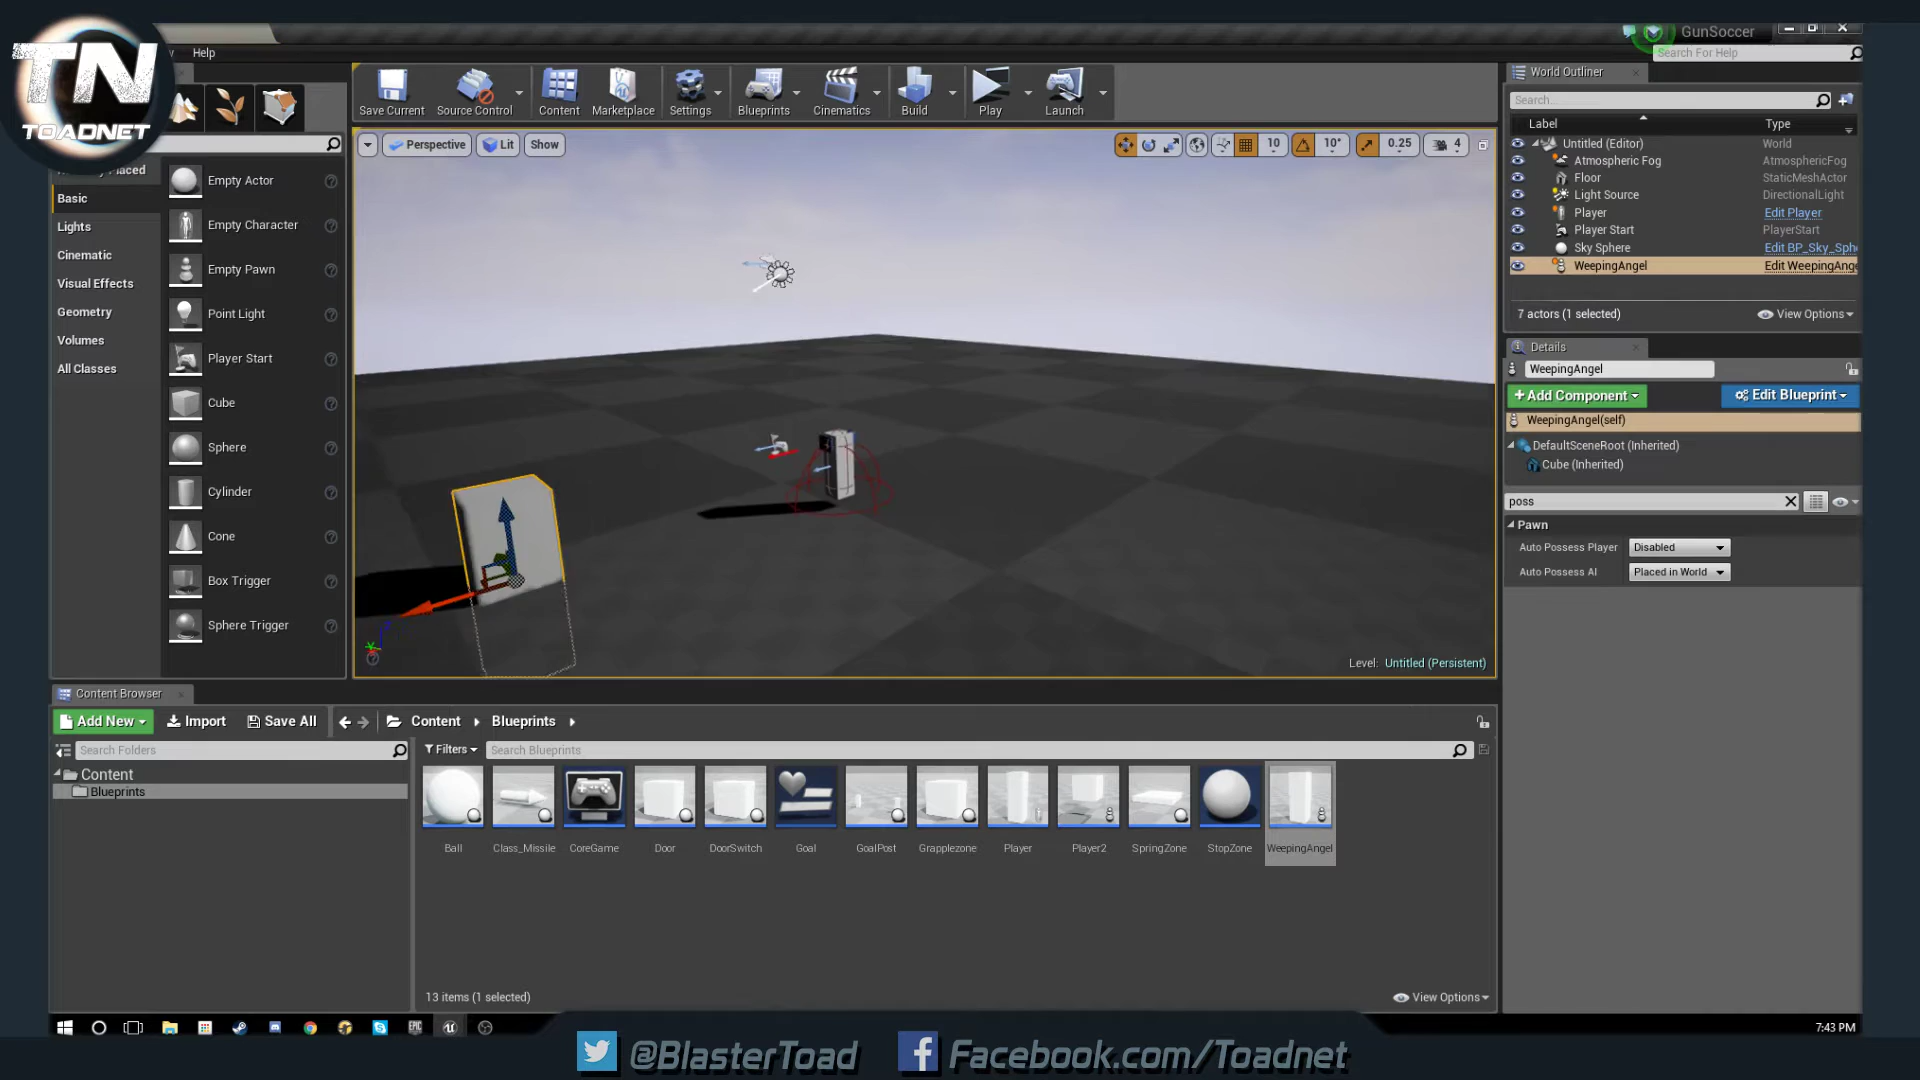 TN
TOADNET
Help
GunSoccer
Search For Help
Save Current
Source Control
Content
Marketplace
Settings
Blueprints
Cinematics
Build
Play
Launch
Placed
Basic
Lights
Cinematic
Visual Effects
Geometry
Volumes
All Classes
Empty Actor
Empty Character
Empty Pawn
Point Light
Player Start
Cube
Sphere
Cylinder
Cone
Box Trigger
Sphere Trigger
Perspective
Lit
Show
10
10°
0.25
4
Level: Untitled (Persistent)
World Outliner
Search...
Label Type
Untitled (Editor) World
Atmospheric Fog AtmosphericFog
Floor StaticMeshActor
Light Source DirectionalLight
Player Edit Player
Player Start PlayerStart
Sky Sphere Edit BP_Sky_Sph
WeepingAngel Edit WeepingAng
7 actors (1 selected) View Options
Details
WeepingAngel
+Add Component Edit Blueprint
WeepingAngel(self)
DefaultSceneRoot (Inherited)
Cube (Inherited)
poss
Pawn
Auto Possess Player Disabled
Auto Possess AI Placed in World
Content Browser
Add New Import Save All Content Blueprints
Search Folders
Content
Blueprints
Filters Search Blueprints
Ball
Class_Missile
CoreGame
Door
DoorSwitch
Goal
GoalPost
Grapplezone
Player
Player2
SpringZone
StopZone
WeepingAngel
13 items (1 selected) View Options
EPIC
7:43 PM
@BlasterToad
Facebook.com/Toadnet